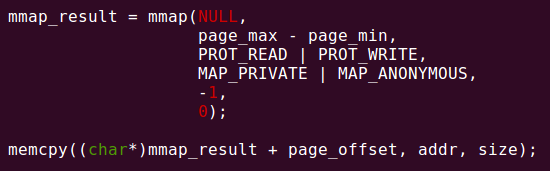 mmap_result = mmap(NULL,
page_max - page_min,
PROT_READ | PROT_WRITE,
MAP_PRIVATE | MAP_ANONYMOUS,
-1,
0);
memcpy((char*)mmap_result + page_offset, addr, size);